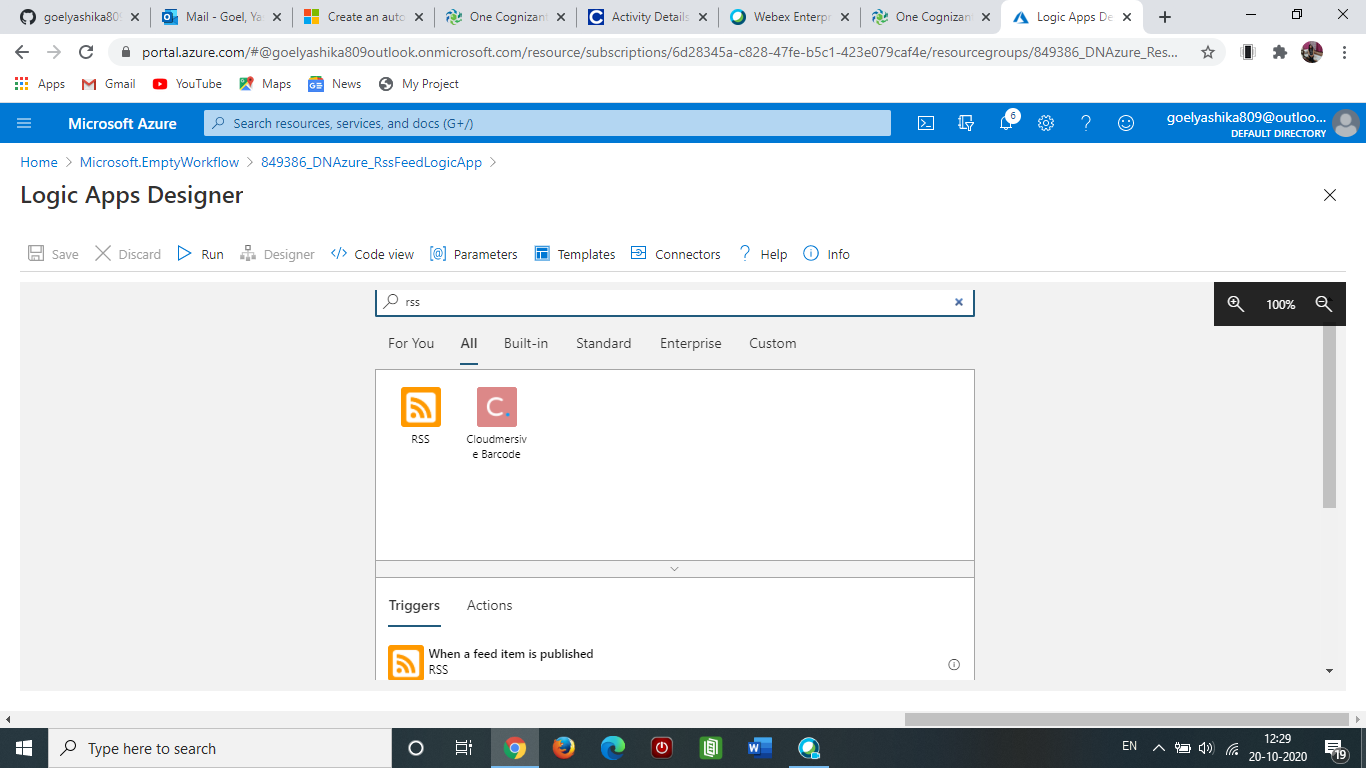 goelyashika80
Mail - Goel, Ya
Create an auto
One Cognizan
Activity Details
Webex Enterpr
One Cognizan
Logic Apps De
portal.azure.com/#@goelyashika809outlook.onmicrosoft.com/resource/subscriptions/6d28345a-c828-47fe-b5c1-423e079caf4e/resourcegroups/849386_DNAzure_Res...
Apps
Gmail
YouTube
Maps
News
My Project
Microsoft Azure
Search resources, services, and docs (G+/)
6
goelyashika809@outloo...
DEFAULT DIRECTORY
Home > Microsoft.EmptyWorkflow > 849386_DNAzure_RssFeedLogicApp >
Logic Apps Designer
Save
Discard
Run
Designer
Code view
Parameters
Templates
Connectors
Help
Info
rss
100%
For You
All
Built-in
Standard
Enterprise
Custom
RSS
Cloudmersiv
e Barcode
Triggers
Actions
When a feed item is published
RSS
Type here to search
EN
12:29
20-10-2020
19